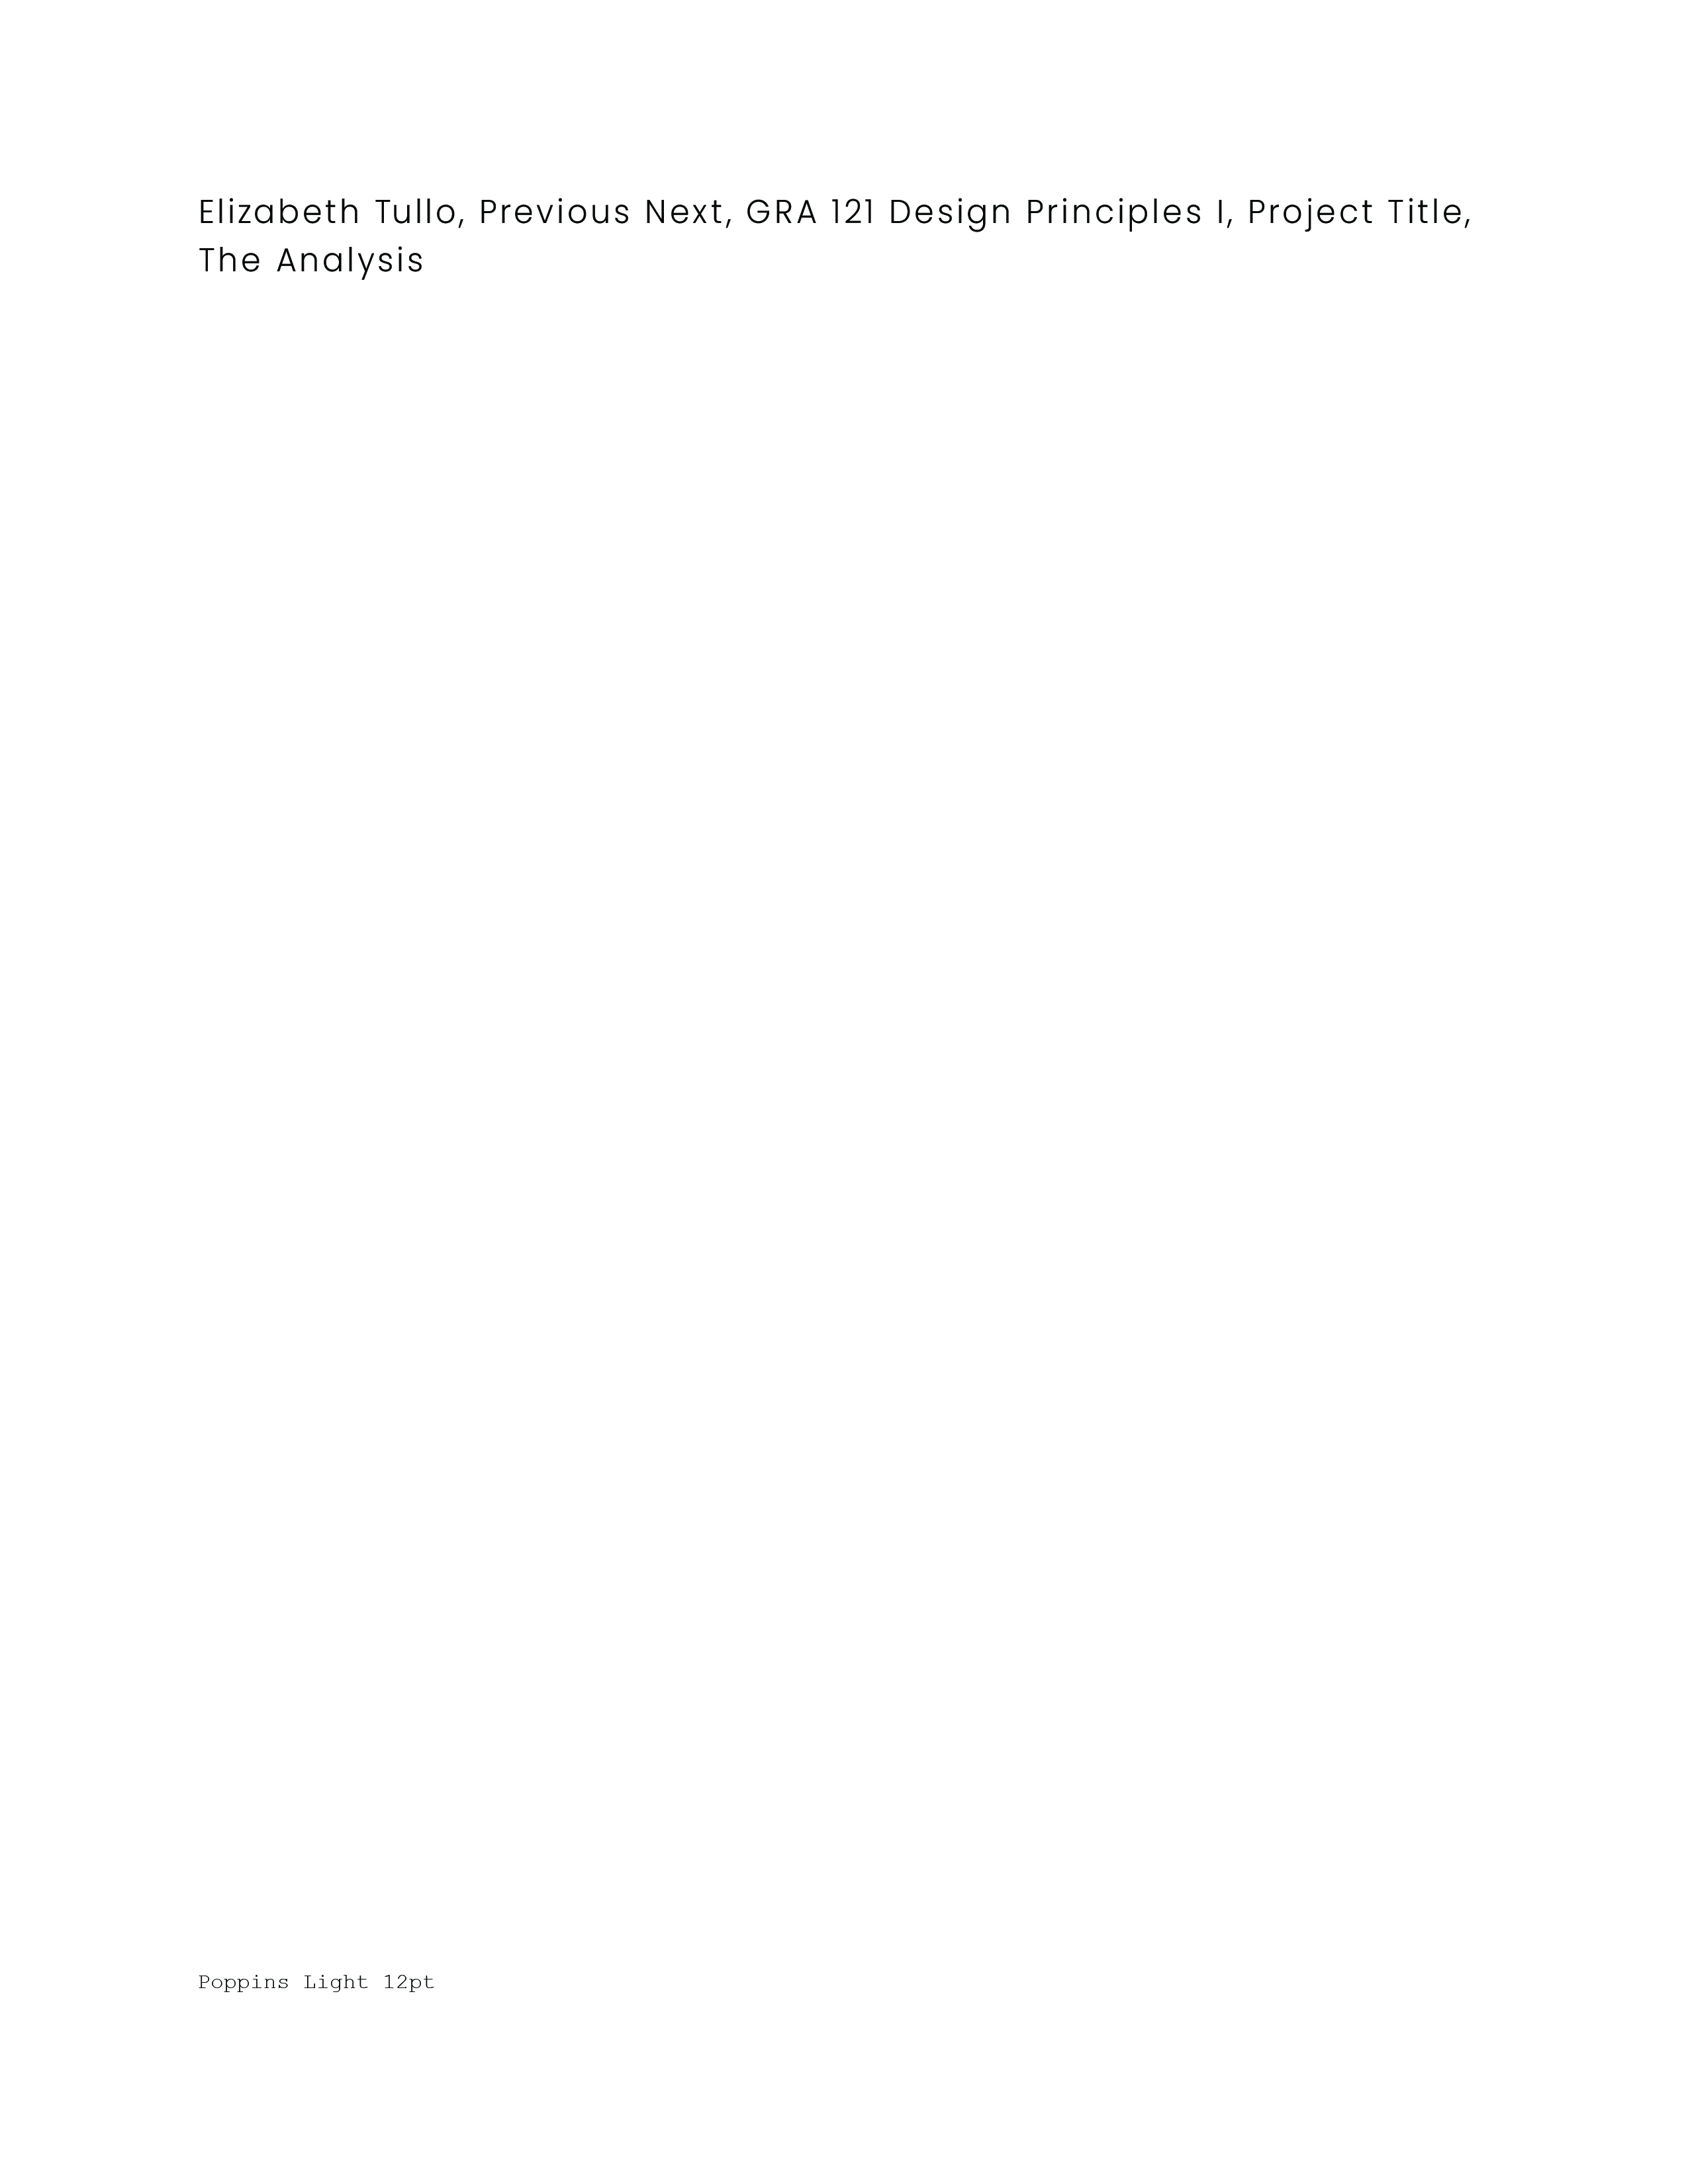 Elizabeth Tullo, Previous Next, GRA 121 Design Principles I, Project Title,
The Analysis
Poppins Light 12pt